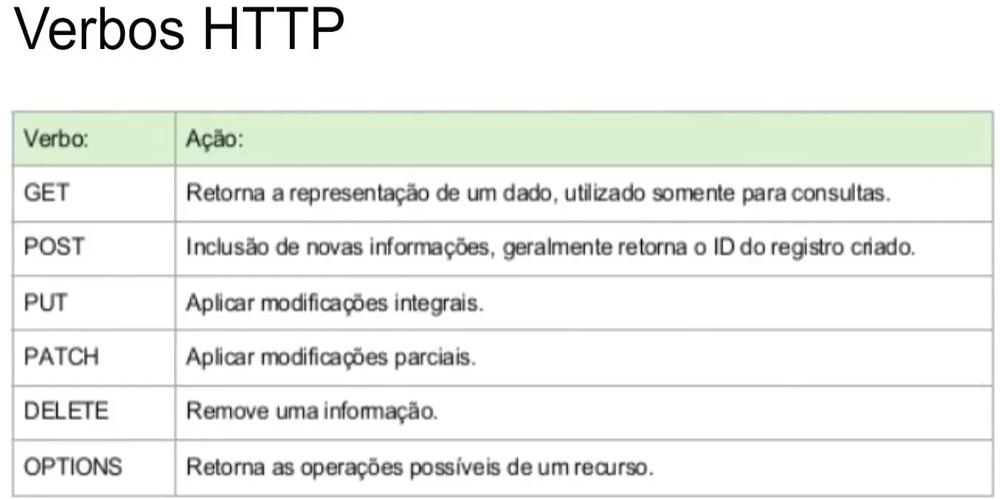 Verbos HTTP
Verbo: Ação:
GET Retorna a representação de um dado, utilizado somente para consultas.
POST Inclusão de novas informações, geralmente retorna o ID do registro criado.
PUT Aplicar modificações integrais.
PATCH Aplicar modificações parciais.
DELETE Remove uma informação.
OPTIONS Retorna as operações possíveis de um recurso.